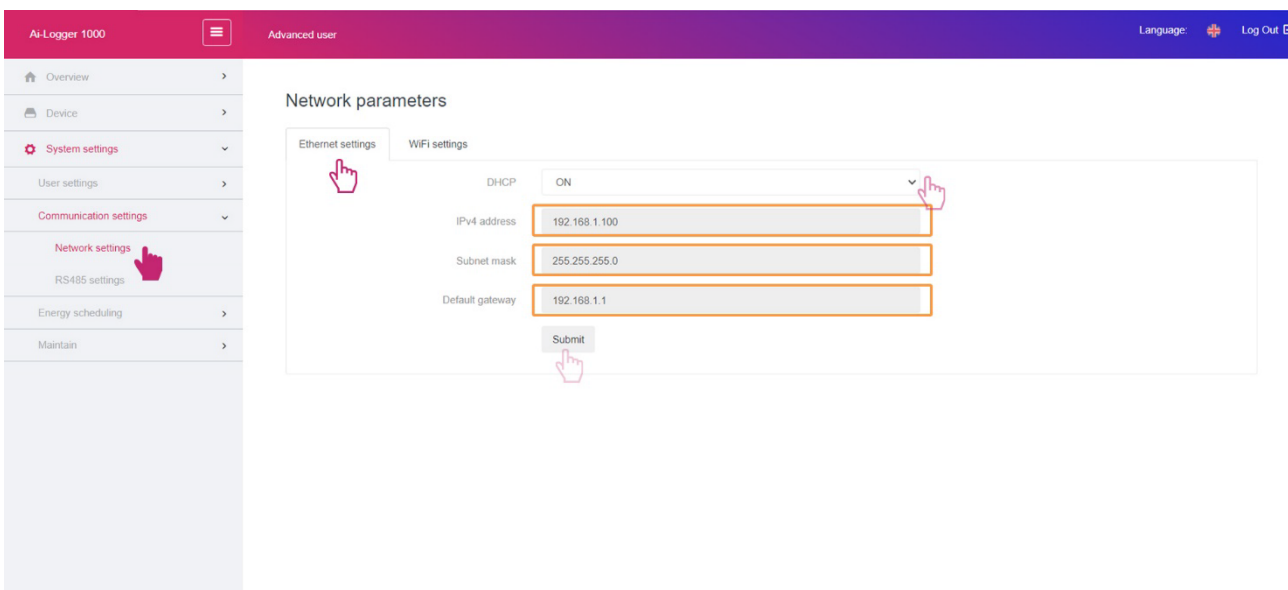 Ai-Logger 1000
Advanced user
Language:
Log Out
Overview
Device
System settings
User settings
Communication settings
Network settings
RS485 settings
Energy scheduling
Maintain
Network parameters
Ethernet settings WiFi settings
DHCP ON
IPv4 address 192.168.1.100
Subnet mask 255.255.255.0
Default gateway 192.168.1.1
Submit